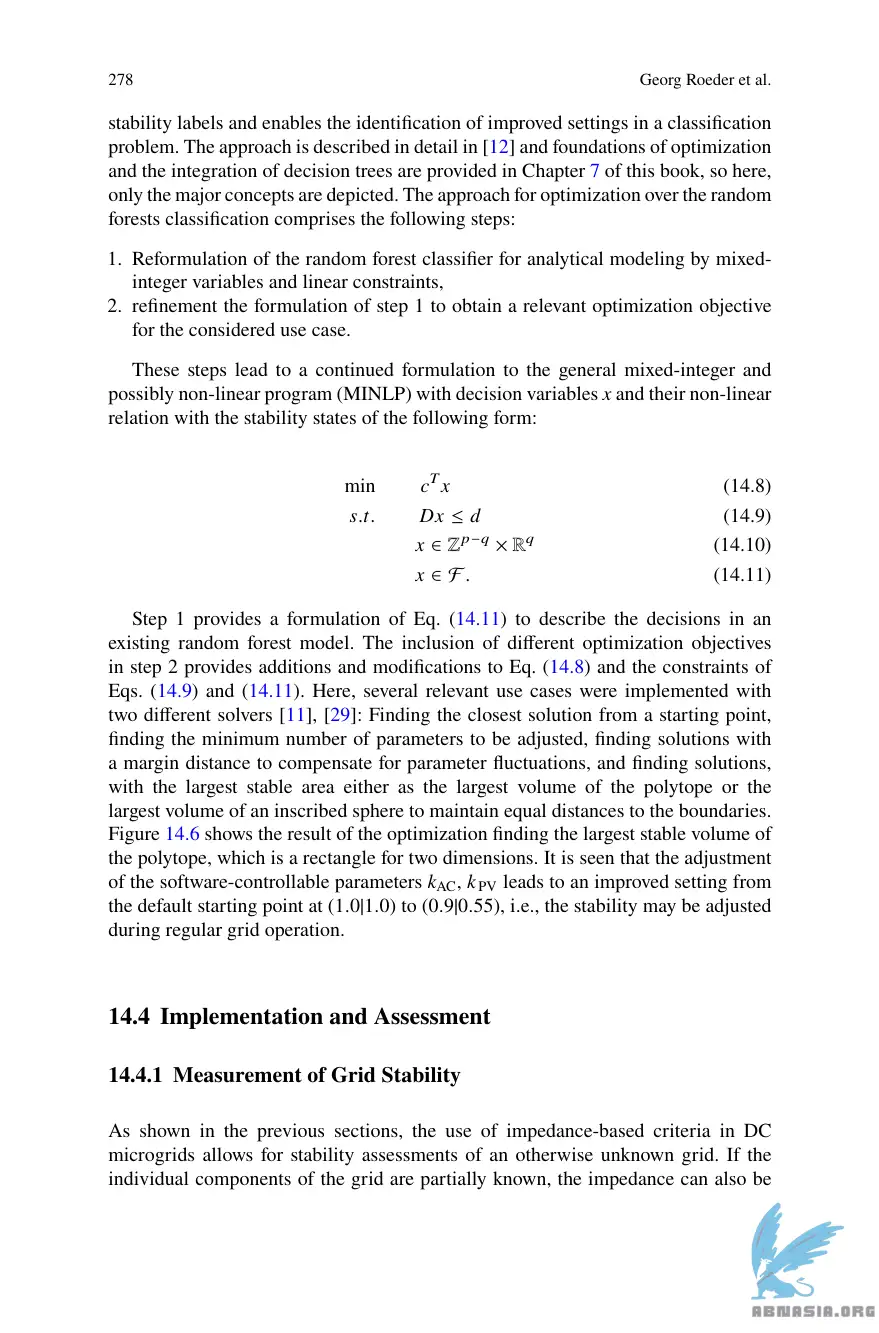 278 Georg Roeder et al.
stability labels and enables the identification of improved settings in a classification
problem. The approach is described in detail in [12] and foundations of optimization
and the integration of decision trees are provided in Chapter 7 of this book, so here,
only the major concepts are depicted. The approach for optimization over the random
forests classification comprises the following steps:
1. Reformulation of the random forest classifier for analytical modeling by mixed-
integer variables and linear constraints,
2. refinement the formulation of step 1 to obtain a relevant optimization objective
for the considered use case.
These steps lead to a continued formulation to the general mixed-integer and
possibly non-linear program (MINLP) with decision variables x and their non-linear
relation with the stability states of the following form:
min c^T x (14.8)
s.t. Dx ≤ d (14.9)
x ∈ ℤ^{p−q} × ℝ^q (14.10)
x ∈ ℱ. (14.11)
Step 1 provides a formulation of Eq. (14.11) to describe the decisions in an
existing random forest model. The inclusion of different optimization objectives
in step 2 provides additions and modifications to Eq. (14.8) and the constraints of
Eqs. (14.9) and (14.11). Here, several relevant use cases were implemented with
two different solvers [11], [29]: Finding the closest solution from a starting point,
finding the minimum number of parameters to be adjusted, finding solutions with
a margin distance to compensate for parameter fluctuations, and finding solutions,
with the largest stable area either as the largest volume of the polytope or the
largest volume of an inscribed sphere to maintain equal distances to the boundaries.
Figure 14.6 shows the result of the optimization finding the largest stable volume of
the polytope, which is a rectangle for two dimensions. It is seen that the adjustment
of the software-controllable parameters k_AC, k_PV leads to an improved setting from
the default starting point at (1.0|1.0) to (0.9|0.55), i.e., the stability may be adjusted
during regular grid operation.
14.4 Implementation and Assessment
14.4.1 Measurement of Grid Stability
As shown in the previous sections, the use of impedance-based criteria in DC
microgrids allows for stability assessments of an otherwise unknown grid. If the
individual components of the grid are partially known, the impedance can also be
ABNASIA.ORG